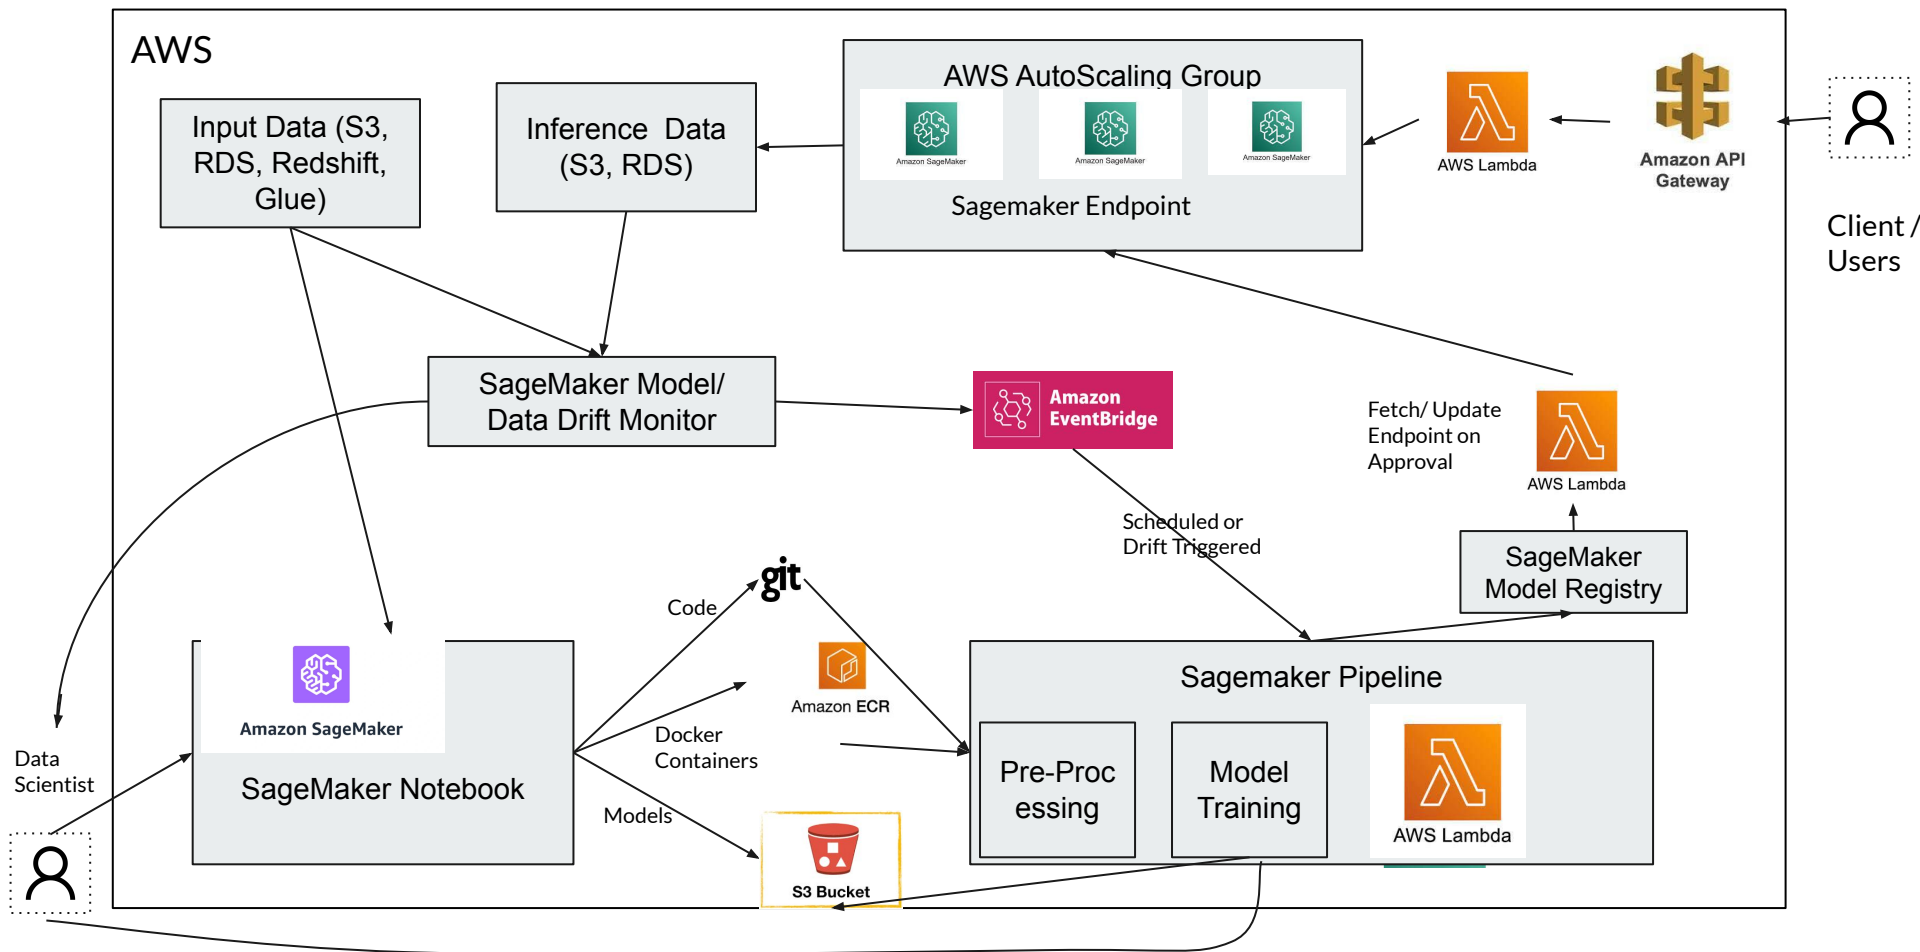 AWS
Input Data (S3,
RDS, Redshift,
Glue)
Inference Data
(S3, RDS)
AWS AutoScaling Group
Amazon SageMaker
Amazon SageMaker
Amazon SageMaker
Sagemaker Endpoint
AWS Lambda
Amazon API
Gateway
Client /
Users
SageMaker Model/
Data Drift Monitor
Amazon
EventBridge
Fetch/ Update
Endpoint on
Approval
AWS Lambda
Scheduled or
Drift Triggered
SageMaker
Model Registry
git
Code
Amazon SageMaker
SageMaker Notebook
Data
Scientist
Amazon ECR
Docker
Containers
Models
S3 Bucket
Sagemaker Pipeline
Pre-Proc
essing
Model
Training
AWS Lambda